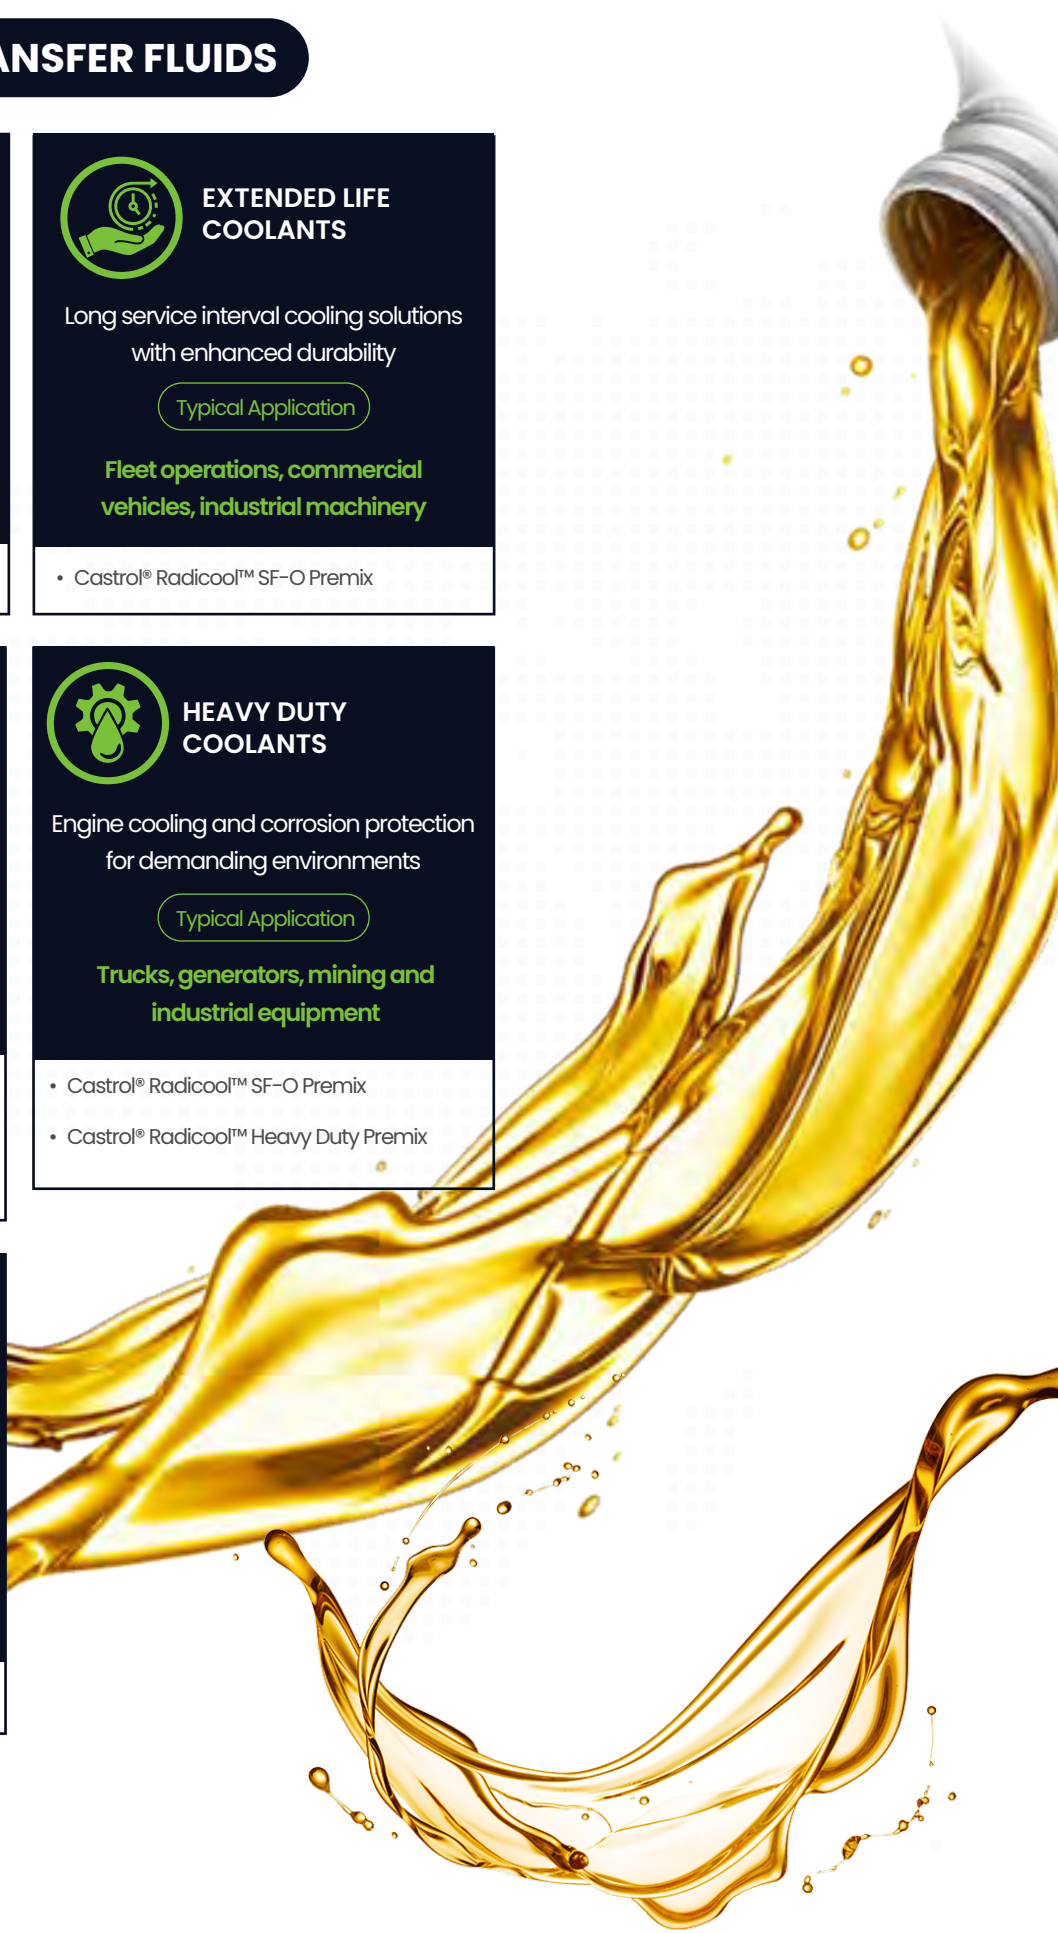 ANSFER FLUIDS
EXTENDED LIFE
COOLANTS
Long service interval cooling solutions
with enhanced durability
Typical Application
Fleet operations, commercial
vehicles, industrial machinery
• Castrol® Radicool™ SF-O Premix
HEAVY DUTY
COOLANTS
Engine cooling and corrosion protection
for demanding environments
Typical Application
Trucks, generators, mining and
industrial equipment
• Castrol® Radicool™ SF-O Premix
• Castrol® Radicool™ Heavy Duty Premix